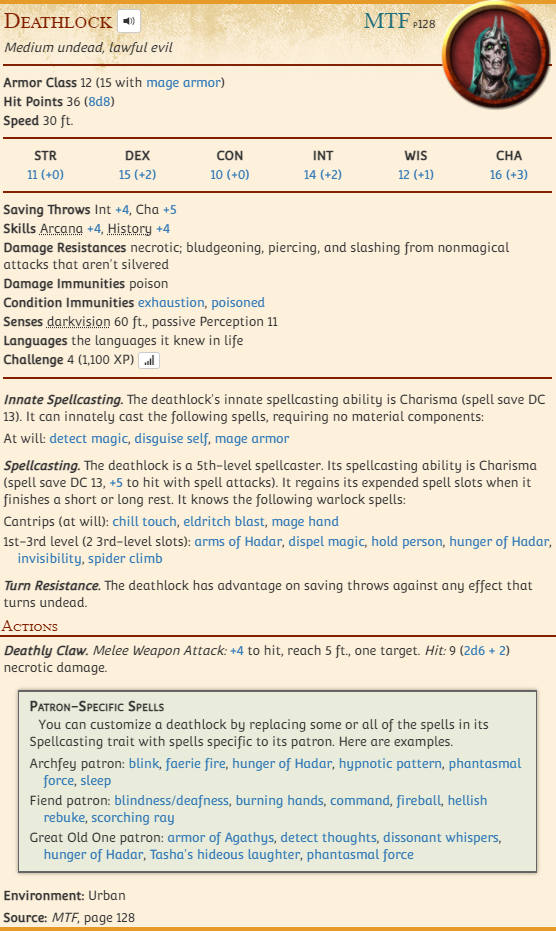 Deathlock
MTF p128
Medium undead, lawful evil
Armor Class 12 (15 with mage armor)
Hit Points 36 (8d8)
Speed 30 ft.
STR DEX CON INT WIS CHA
11 (+0) 15 (+2) 10 (+0) 14 (+2) 12 (+1) 16 (+3)
Saving Throws Int +4, Cha +5
Skills Arcana +4, History +4
Damage Resistances necrotic; bludgeoning, piercing, and slashing from nonmagical
attacks that aren't silvered
Damage Immunities poison
Condition Immunities exhaustion, poisoned
Senses darkvision 60 ft., passive Perception 11
Languages the languages it knew in life
Challenge 4 (1,100 XP)
Innate Spellcasting. The deathlock's innate spellcasting ability is Charisma (spell save DC
13). It can innately cast the following spells, requiring no material components:
At will: detect magic, disguise self, mage armor
Spellcasting. The deathlock is a 5th-level spellcaster. Its spellcasting ability is Charisma
(spell save DC 13, +5 to hit with spell attacks). It regains its expended spell slots when it
finishes a short or long rest. It knows the following warlock spells:
Cantrips (at will): chill touch, eldritch blast, mage hand
1st–3rd level (2 3rd-level slots): arms of Hadar, dispel magic, hold person, hunger of Hadar,
invisibility, spider climb
Turn Resistance. The deathlock has advantage on saving throws against any effect that
turns undead.
Actions
Deathly Claw. Melee Weapon Attack: +4 to hit, reach 5 ft., one target. Hit: 9 (2d6 + 2)
necrotic damage.
Patron-Specific Spells
You can customize a deathlock by replacing some or all of the spells in its
Spellcasting trait with spells specific to its patron. Here are examples.
Archfey patron: blink, faerie fire, hunger of Hadar, hypnotic pattern, phantasmal
force, sleep
Fiend patron: blindness/deafness, burning hands, command, fireball, hellish
rebuke, scorching ray
Great Old One patron: armor of Agathys, detect thoughts, dissonant whispers,
hunger of Hadar, Tasha's hideous laughter, phantasmal force
Environment: Urban
Source: MTF, page 128